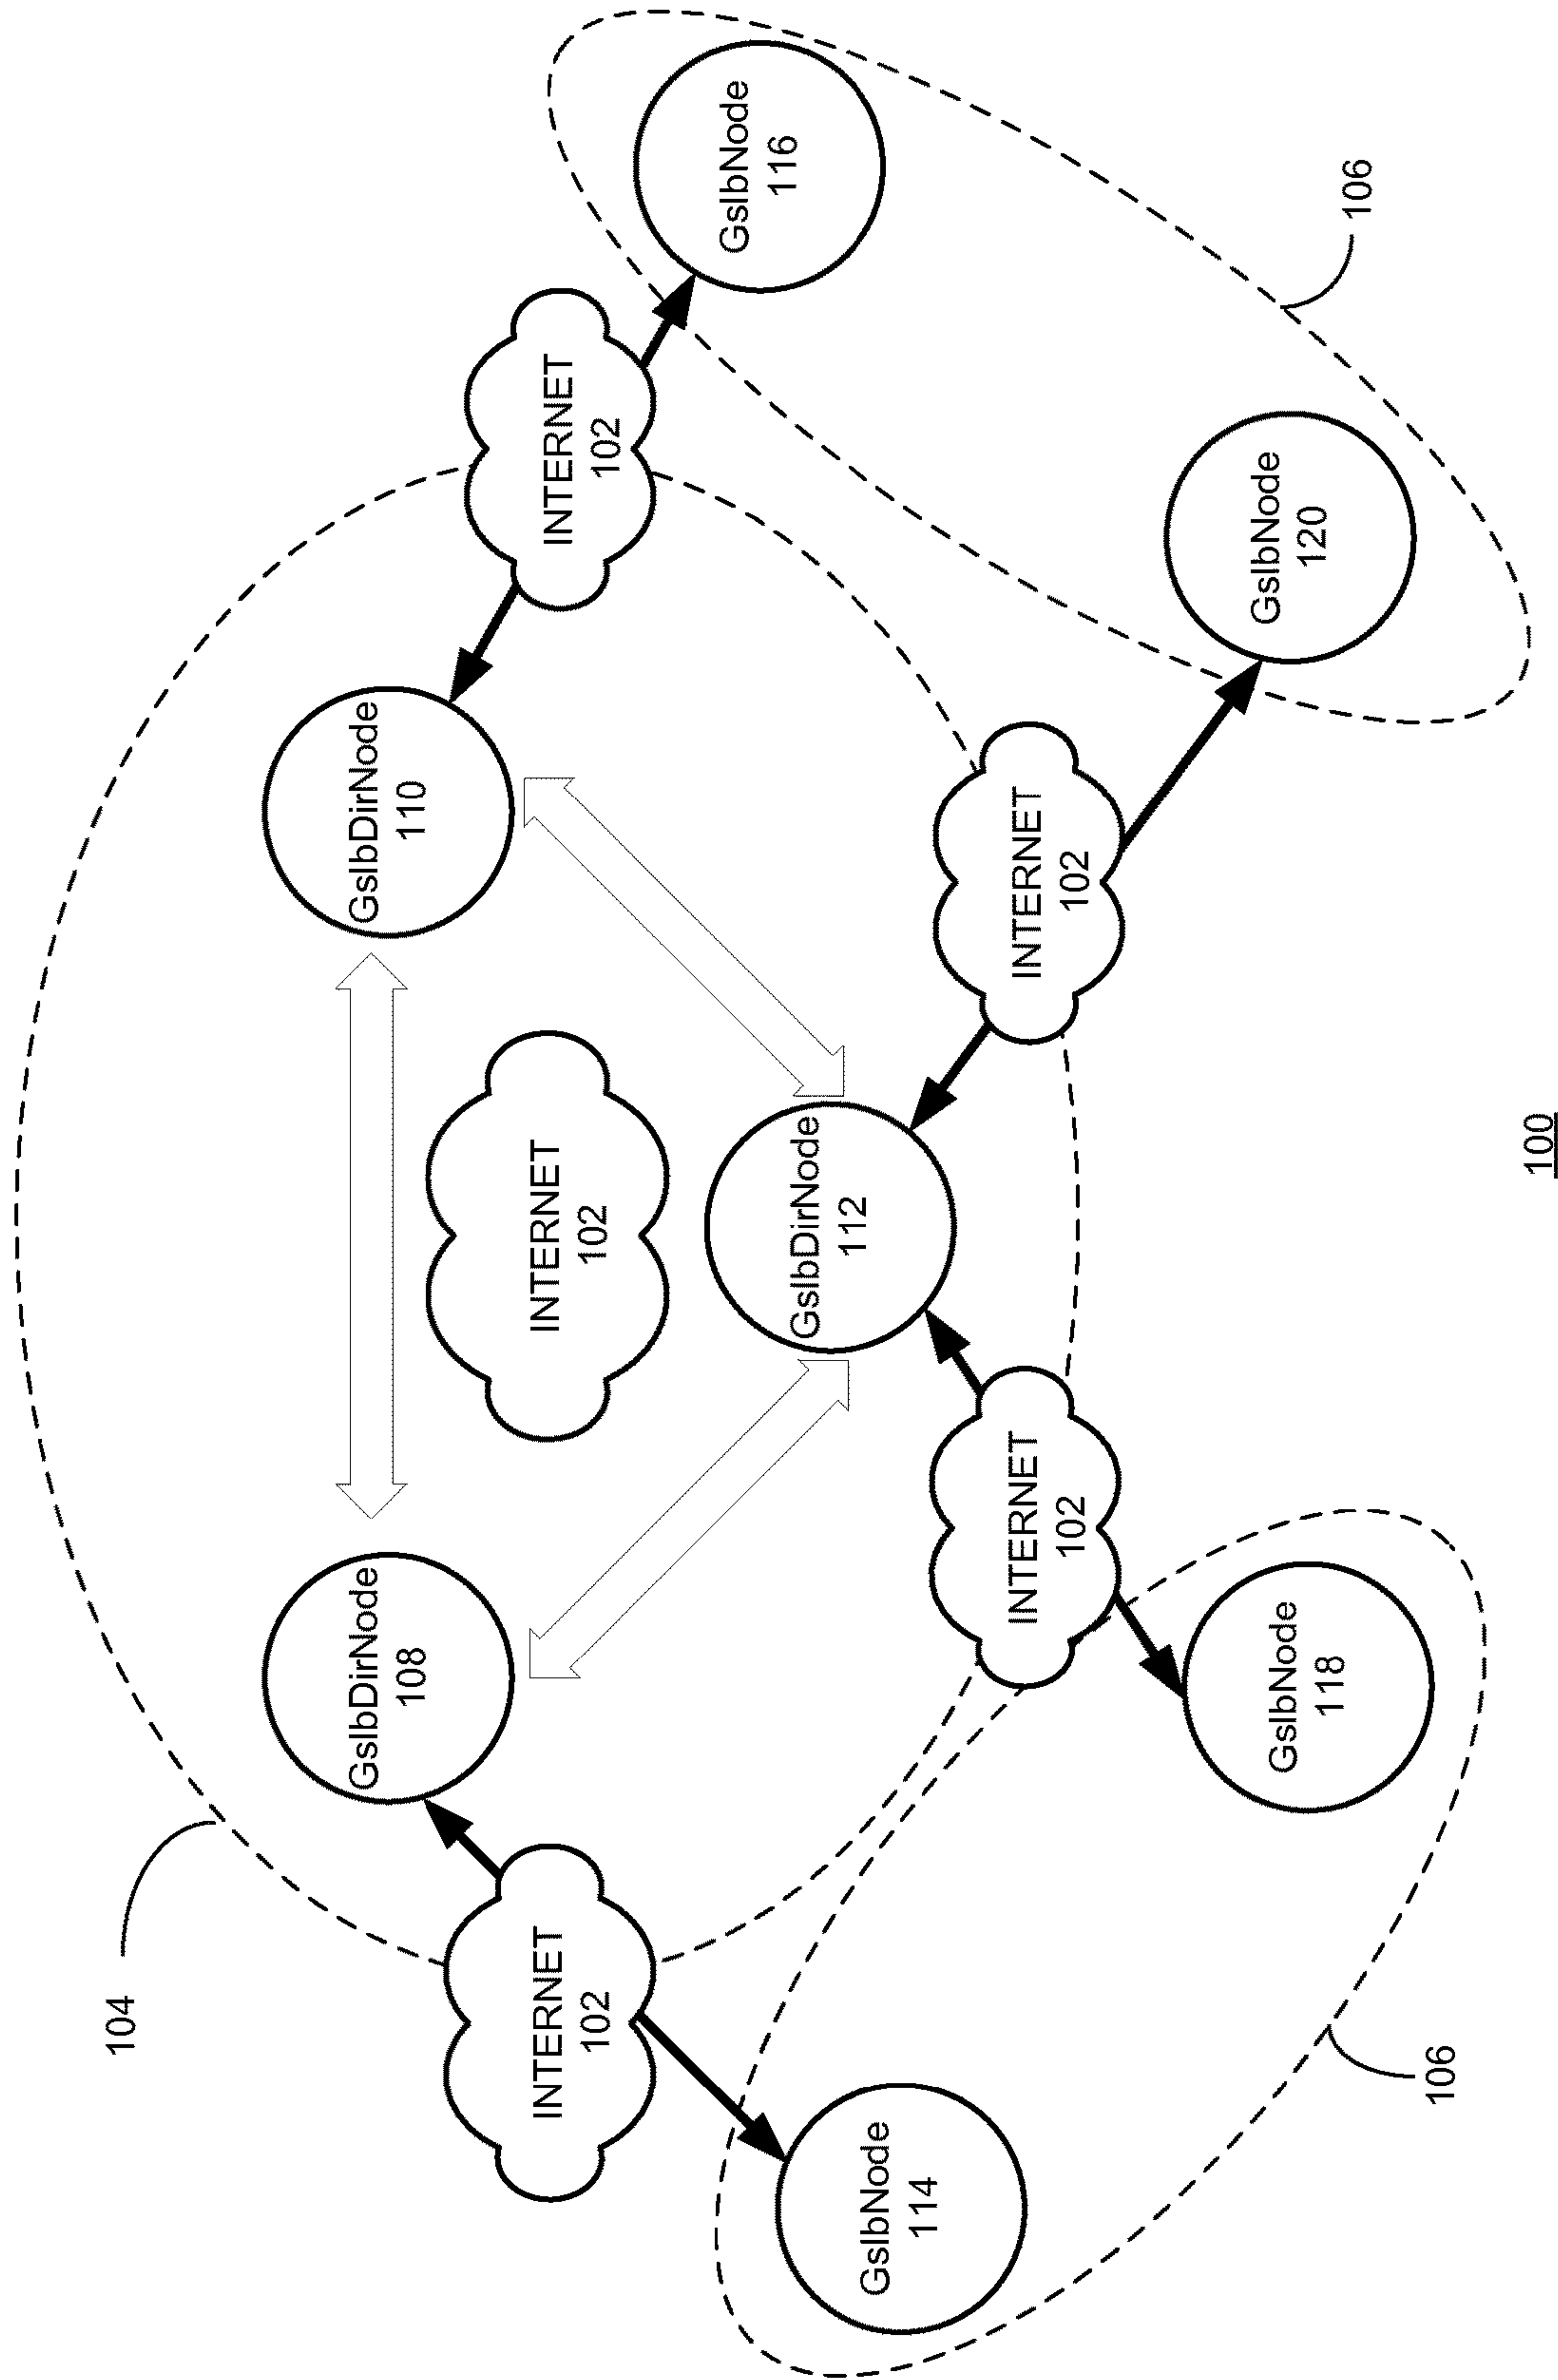 104
GslbDirNode
108
GslbDirNode
110
INTERNET
102
INTERNET
102
INTERNET
102
GslbNode
116
GslbDirNode
112
GslbNode
114
INTERNET
102
INTERNET
102
GslbNode
118
GslbNode
120
106
106
100